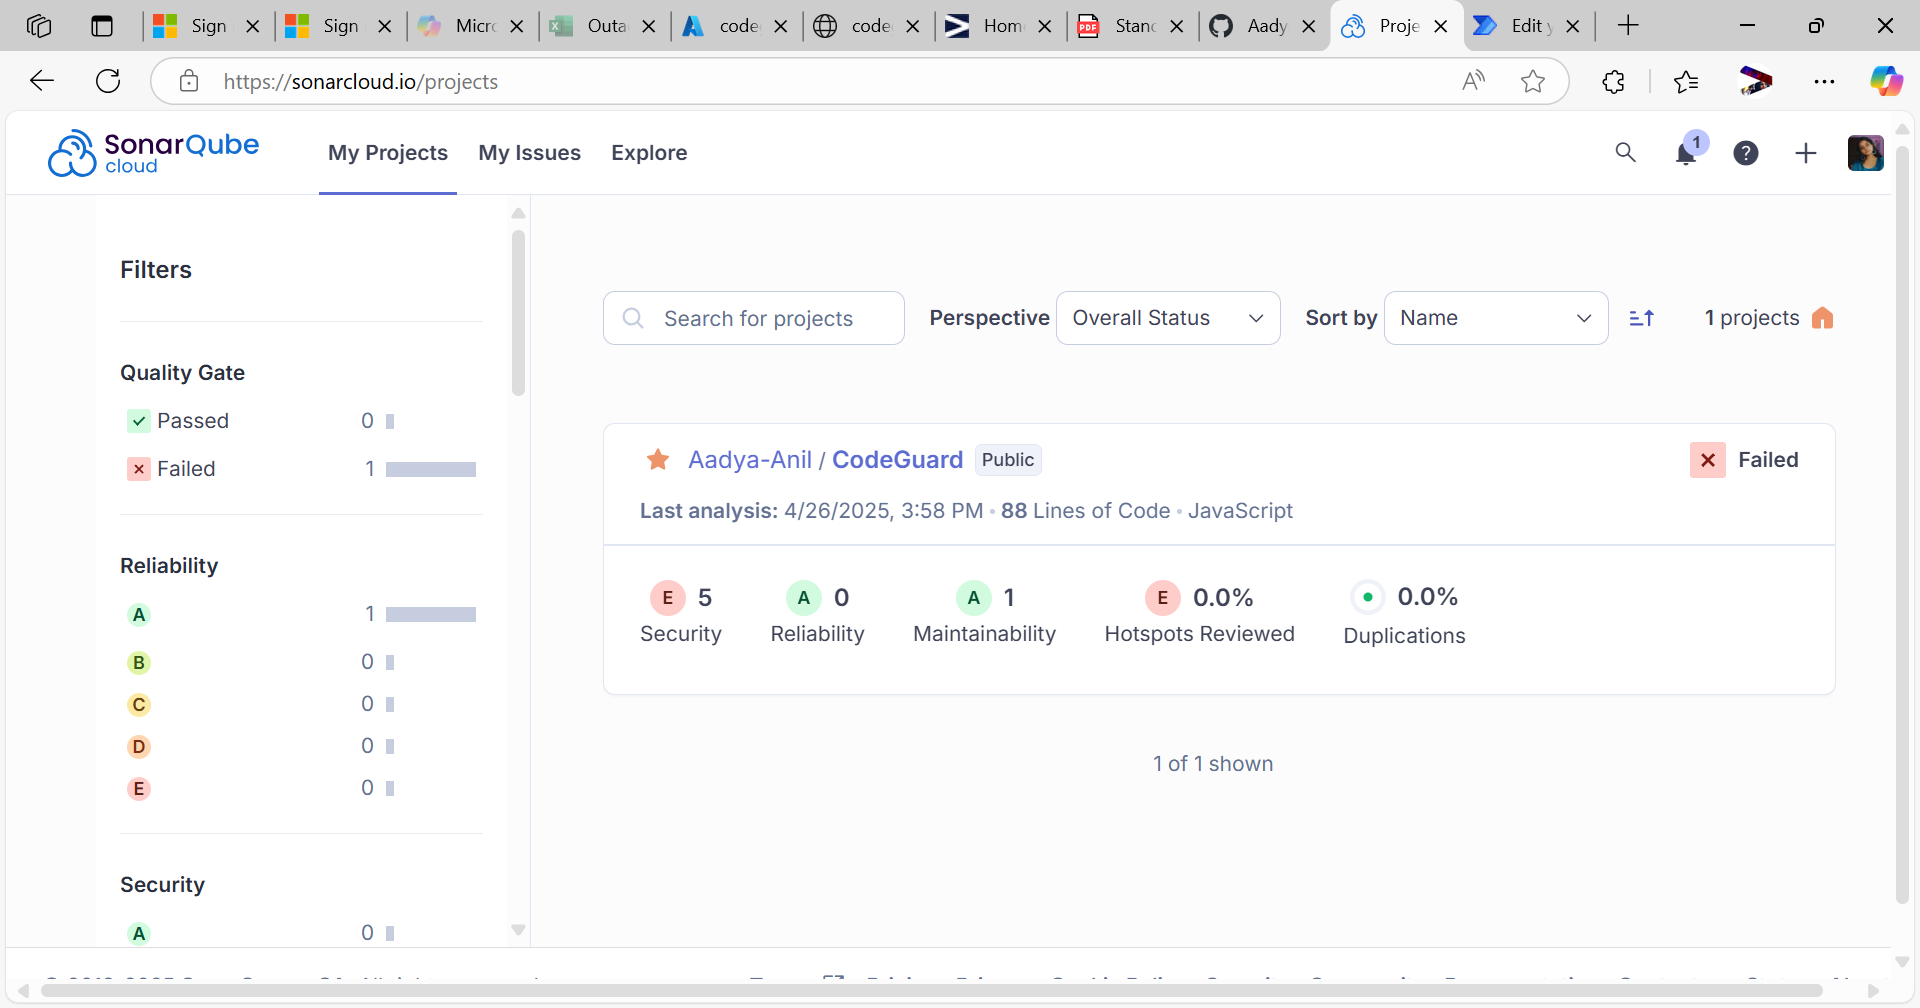 Sign
Sign
Micr
Outa
code
code
Hom
Stand
Aady
Proje
Edit y
https://sonarcloud.io/projects
SonarQube
cloud
My Projects
My Issues
Explore
1
Filters
Quality Gate
Passed 0
Failed 1
Reliability
A 1
B 0
C 0
D 0
E 0
Security
A 0
Search for projects
Perspective Overall Status
Sort by Name
1 projects
Aadya-Anil / CodeGuard Public
Failed
Last analysis: 4/26/2025, 3:58 PM • 88 Lines of Code • JavaScript
E 5 A 0 A 1 E 0.0% 0.0%
Security Reliability Maintainability Hotspots Reviewed Duplications
1 of 1 shown